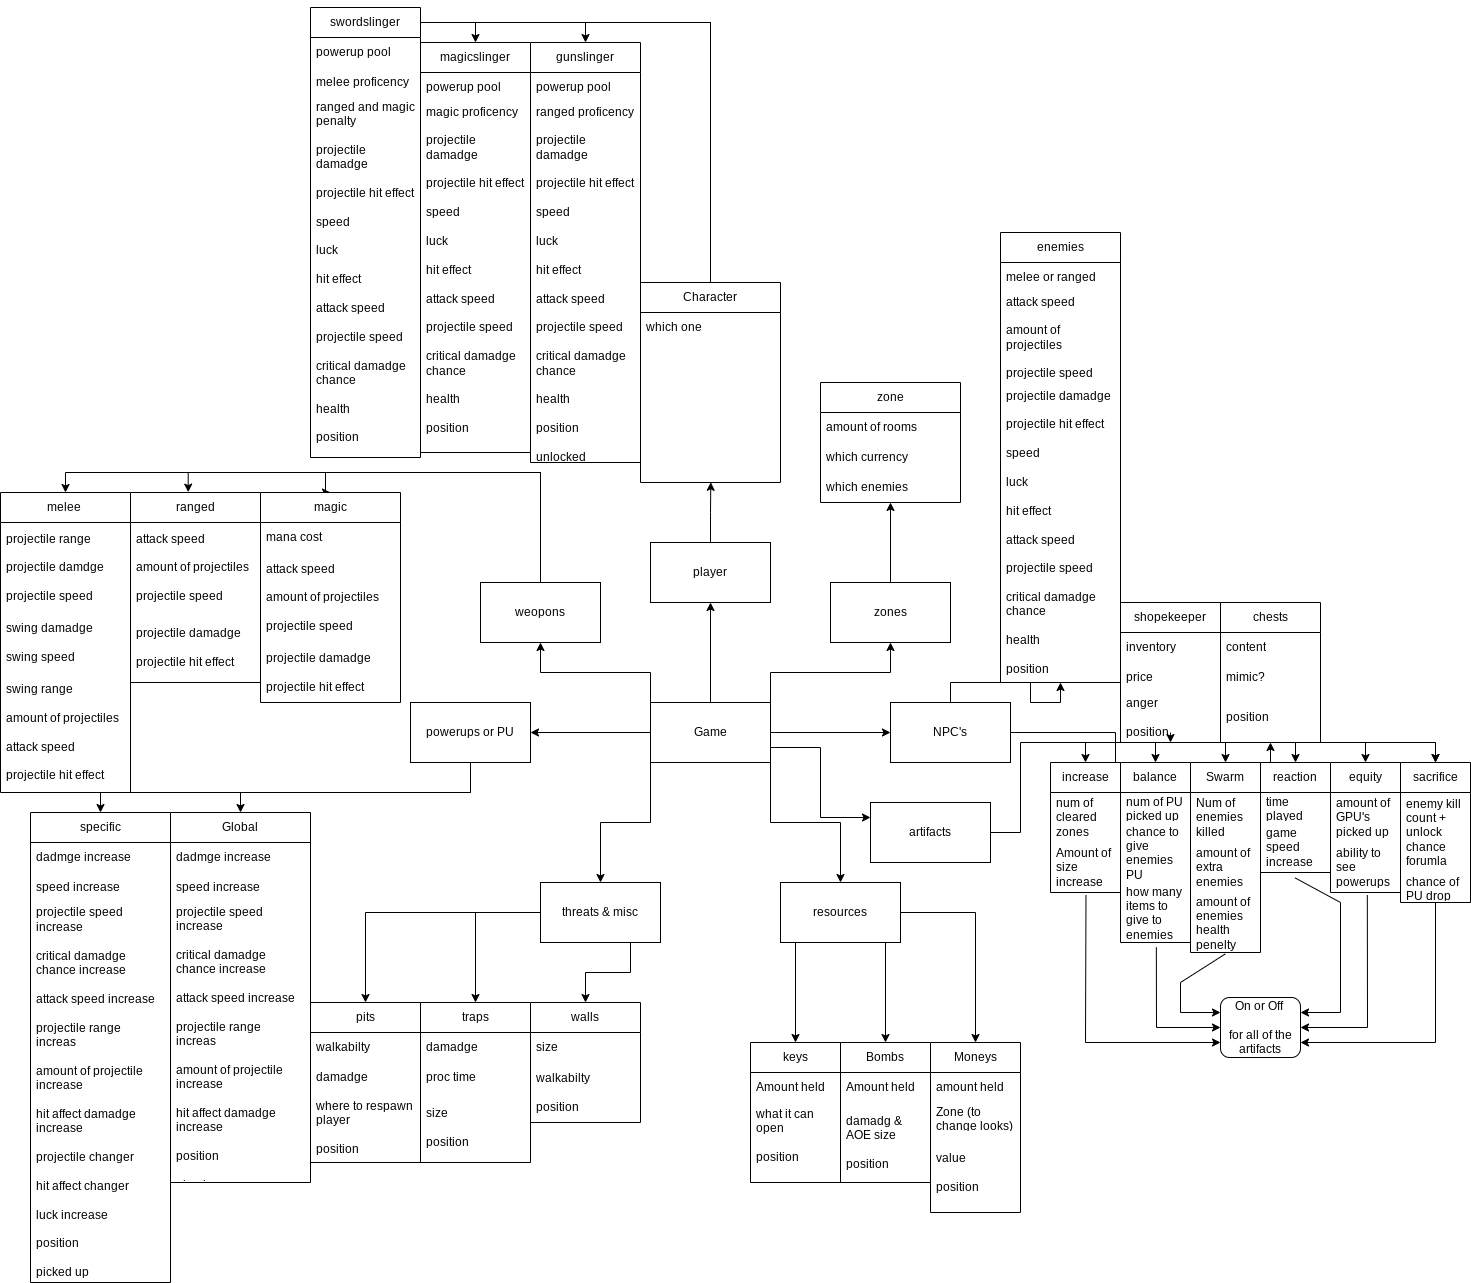 swordslinger
powerup pool
melee proficency
ranged and magic
penalty
projectile
damadge
projectile hit effect
speed
luck
hit effect
attack speed
projectile speed
critical damadge
chance
health
position
magicslinger
powerup pool
magic proficency
projectile
damadge
projectile hit effect
speed
luck
hit effect
attack speed
projectile speed
critical damadge
chance
health
position
gunslinger
powerup pool
ranged proficency
projectile
damadge
projectile hit effect
speed
luck
hit effect
attack speed
projectile speed
critical damadge
chance
health
position
unlocked
Character
which one
zone
amount of rooms
which currency
which enemies
enemies
melee or ranged
attack speed
amount of
projectiles
projectile speed
projectile damadge
projectile hit effect
speed
luck
hit effect
attack speed
projectile speed
critical damadge
chance
health
position
melee
projectile range
projectile damdge
projectile speed
swing damadge
swing speed
swing range
amount of projectiles
attack speed
projectile hit effect
ranged
attack speed
amount of projectiles
projectile speed
projectile damadge
projectile hit effect
magic
mana cost
attack speed
amount of projectiles
projectile speed
projectile damadge
projectile hit effect
weopons
player
zones
shopekeeper
inventory
price
anger
position
chests
content
mimic?
position
powerups or PU
Game
NPC's
artifacts
increase
num of
cleared
zones
Amount of
size
increase
balance
num of PU
picked up
chance to
give
enemies
PU
how many
items to
give to
enemies
Swarm
Num of
enemies
killed
amount of
extra
enemies
amount of
enemies
health
penelty
reaction
time
played
game
speed
increase
equity
amount of
GPU's
picked up
ability to
see
powerups
sacrifice
enemy kill
count +
unlock
chance
forumla
chance of
PU drop
On or Off
for all of the
artifacts
specific
dadmge increase
speed increase
projectile speed
increase
critical damadge
chance increase
attack speed increase
projectile range
increas
amount of projectile
increase
hit affect damadge
increase
projectile changer
hit affect changer
luck increase
position
picked up
Global
dadmge increase
speed increase
projectile speed
increase
critical damadge
chance increase
attack speed increase
projectile range
increas
amount of projectile
increase
hit affect damadge
increase
position
threats & misc
resources
pits
walkabilty
damadge
where to respawn
player
position
traps
damadge
proc time
size
position
walls
size
walkabilty
position
keys
Amount held
what it can
open
position
Bombs
Amount held
damadg &
AOE size
position
Moneys
amount held
Zone (to
change looks)
value
position